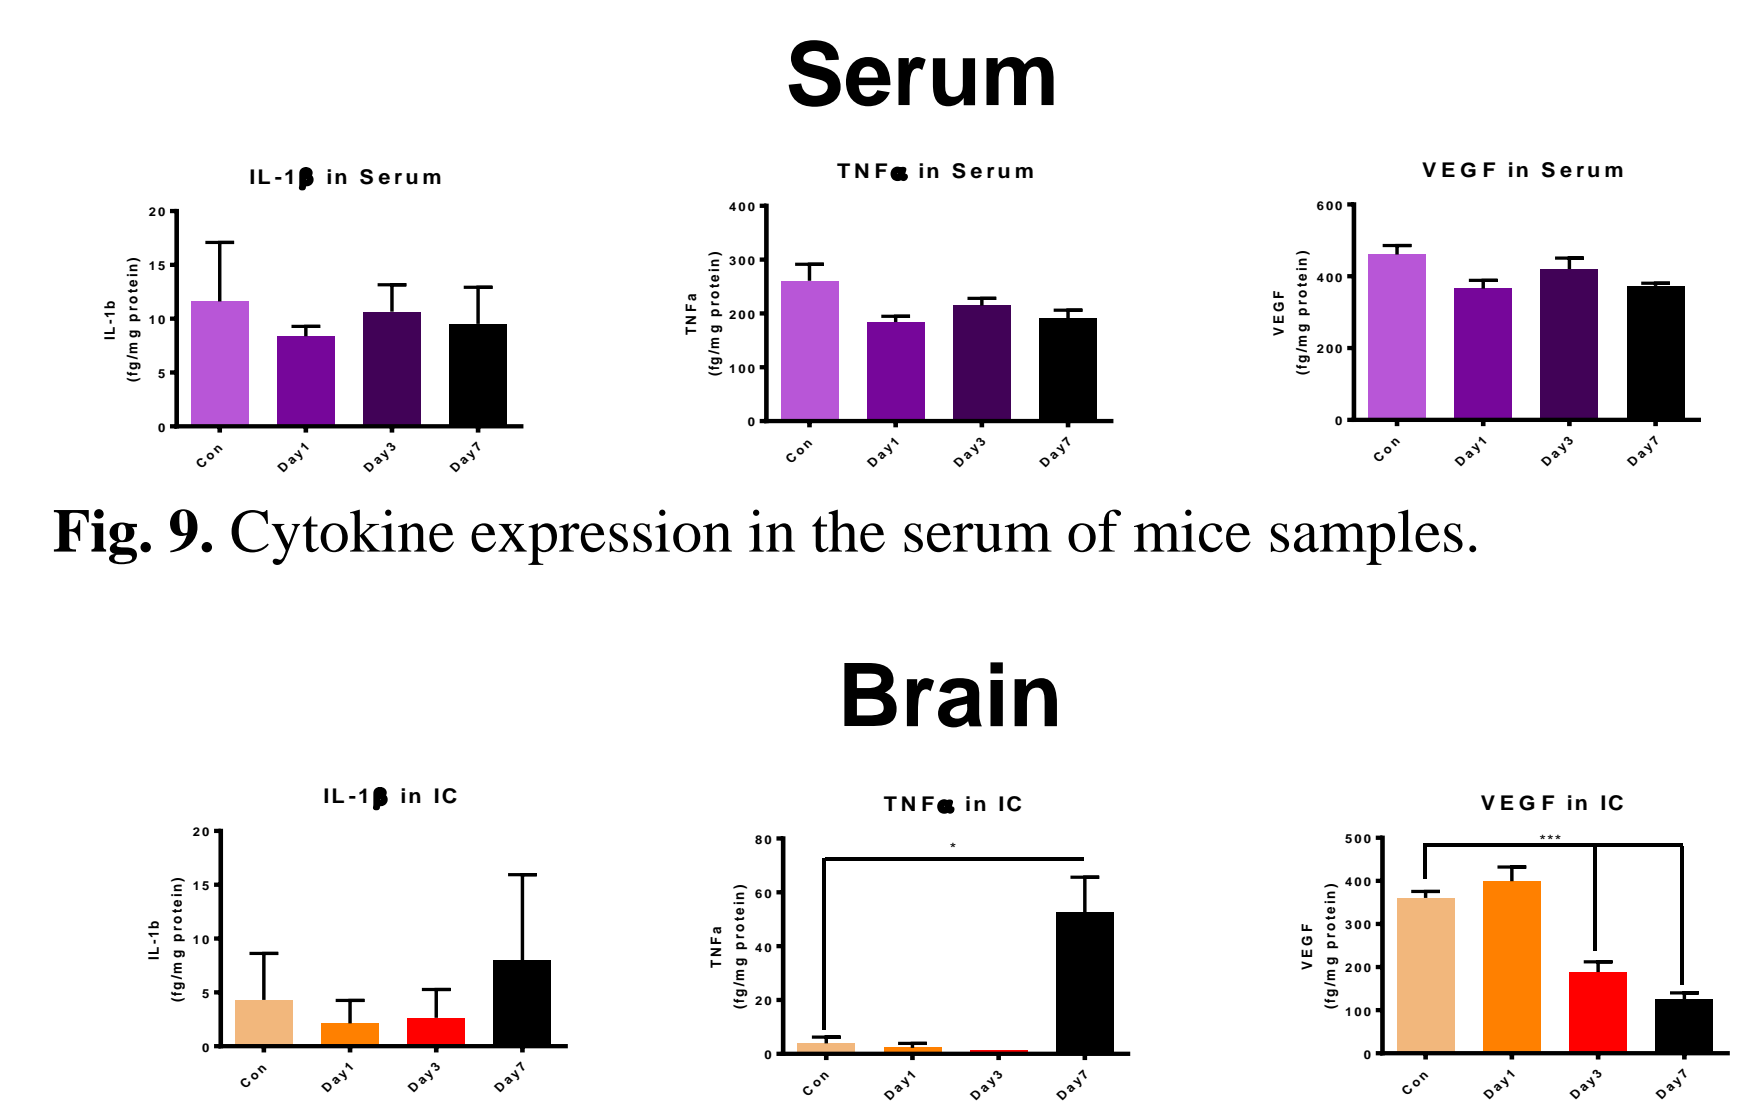 Serum
IL-1β in Serum
20
15
10
5
0
IL-1b
(fg/mg protein)
Con
Day1
Day3
Day7
TNFα in Serum
400
300
200
100
0
TNFa
(fg/mg protein)
Con
Day1
Day3
Day7
VEGF in Serum
600
400
200
0
VEGF
(fg/mg protein)
Con
Day1
Day3
Day7
Fig. 9. Cytokine expression in the serum of mice samples.
Brain
IL-1β in IC
20
15
10
5
0
IL-1b
(fg/mg protein)
Con
Day1
Day3
Day7
TNFα in IC
80
60
40
20
0
TNFa
(fg/mg protein)
*
Con
Day1
Day3
Day7
VEGF in IC
500
400
300
200
100
0
VEGF
(fg/mg protein)
***
Con
Day1
Day3
Day7